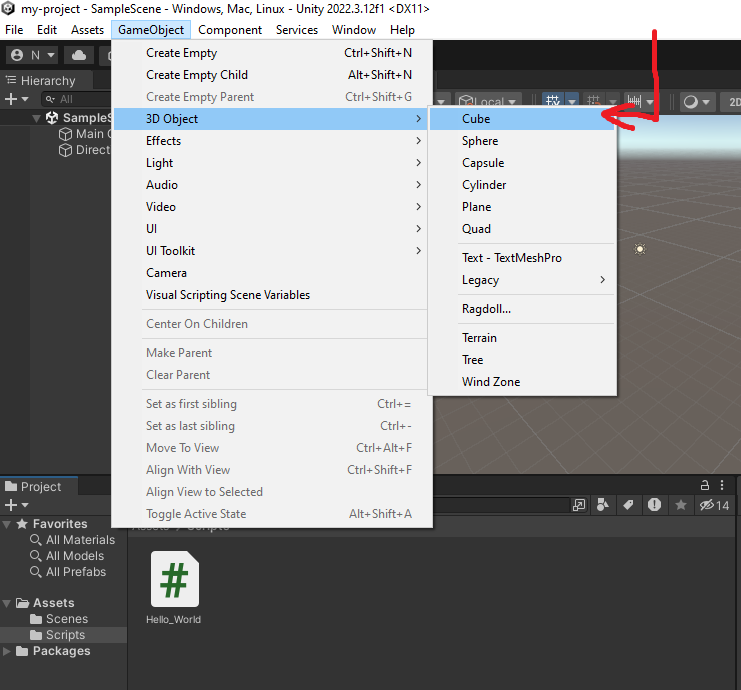 my-project - SampleScene - Windows, Mac, Linux - Unity 2022.3.12f1 <DX11>
File Edit Assets GameObject Component Services Window Help
N
Hierarchy
All
SampleS
Main C
Direct
Create Empty Ctrl+Shift+N
Create Empty Child Alt+Shift+N
Create Empty Parent Ctrl+Shift+G
3D Object
Effects
Light
Audio
Video
UI
UI Toolkit
Camera
Visual Scripting Scene Variables
Center On Children
Make Parent
Clear Parent
Set as first sibling Ctrl+=
Set as last sibling Ctrl+-
Move To View Ctrl+Alt+F
Align With View Ctrl+Shift+F
Align View to Selected
Toggle Active State Alt+Shift+A
Local
2D
Cube
Sphere
Capsule
Cylinder
Plane
Quad
Text - TextMeshPro
Legacy
Ragdoll...
Terrain
Tree
Wind Zone
Project
14
Favorites
All Materials
All Models
All Prefabs
Assets
Scenes
Scripts
Packages
Assets Scripts
#
Hello_World